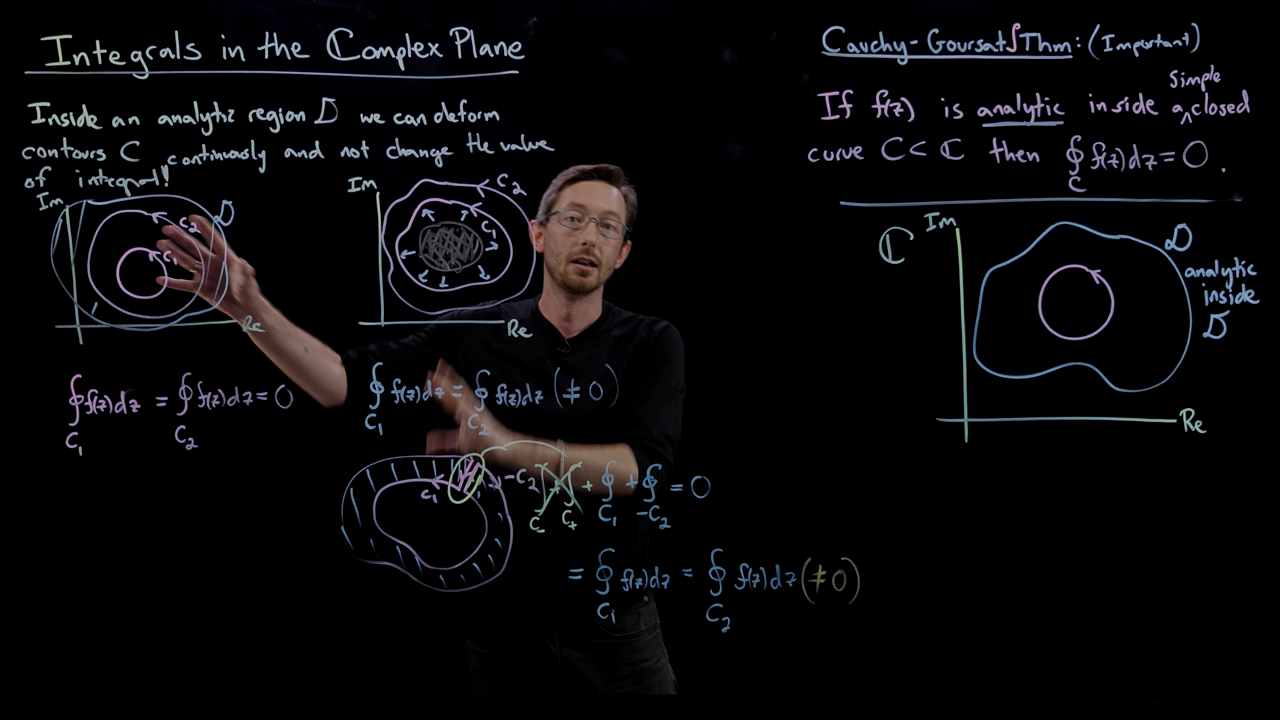 Integrals in the Complex Plane
Inside an analytic region D we can deform
contours C continuously and not change the value
of integral!
Im
C₂
D
C₁
Re
∮f(z)dz = ∮f(z)dz = 0
C₁ C₂
Im
C₂
C₁
Re
∮f(z)dz = ∮f(z)dz (≠ 0)
C₁ C₂
C₁
-C₂
∫ + ∫ + ∮ + ∮ = 0
C₋ C₊ C₁ -C₂
= ∮ f(z)dz = ∮ f(z)dz (≠ 0)
C₁ C₂
Cauchy-Goursat ∫ Thm: (Important)
Simple
If f(z) is analytic inside a ^ closed
curve C < ℂ then ∮ f(z)dz = 0.
C
ℂ
Im
D
analytic
inside
D
Re